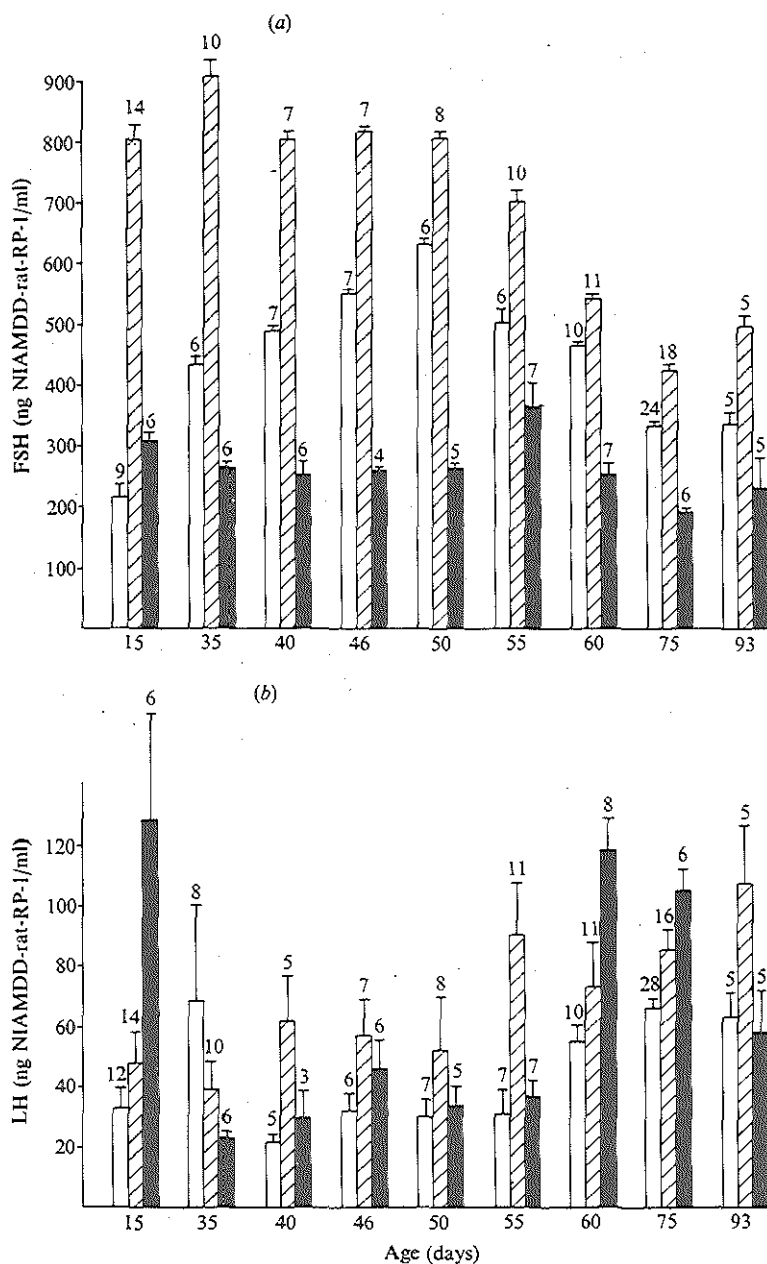 (a)
FSH (ng NIAMDD-rat-RP-1/ml)
900
800
700
600
500
400
300
200
100
9 14 6
6 10 6
7 7 6
7 7 4
6 8 5
6 10 7
10 11 7
24 18 6
5 5 5
15 35 40 46 50 55 60 75 93
(b)
LH (ng NIAMDD-rat-RP-1/ml)
120
100
80
60
40
20
12 14 6
8 10 6
5 5 3
6 7 6
7 8 5
7 11 7
10 11 8
28 16 6
5 5 5
15 35 40 46 50 55 60 75 93
Age (days)